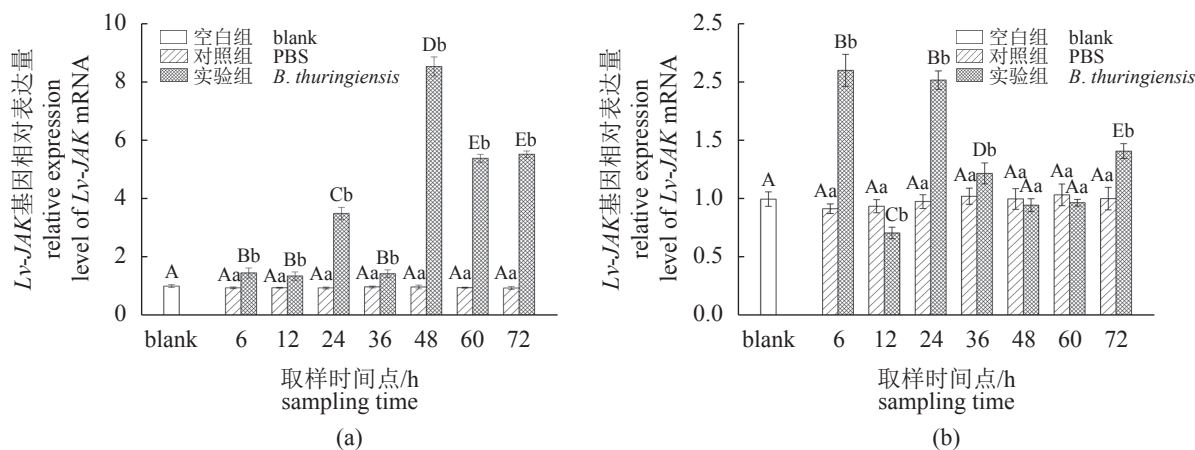 Lv-JAK基因相对表达量
relative expression
level of Lv-JAK mRNA
10
8
6
4
2
0
空白组 blank
对照组 PBS
实验组 B. thuringiensis
A
Aa Bb
Aa Bb
Aa Cb
Aa Bb
Aa Db
Aa Eb
Aa Eb
blank 6 12 24 36 48 60 72
取样时间点/h
sampling time
(a)
Lv-JAK基因相对表达量
relative expression
level of Lv-JAK mRNA
2.5
2.5
1.5
1.0
0.5
0.0
空白组 blank
对照组 PBS
实验组 B. thuringiensis
A
Aa Bb
Aa Cb
Aa Bb
Aa Db
Aa Aa
Aa Aa
Aa Eb
blank 6 12 24 36 48 60 72
取样时间点/h
sampling time
(b)